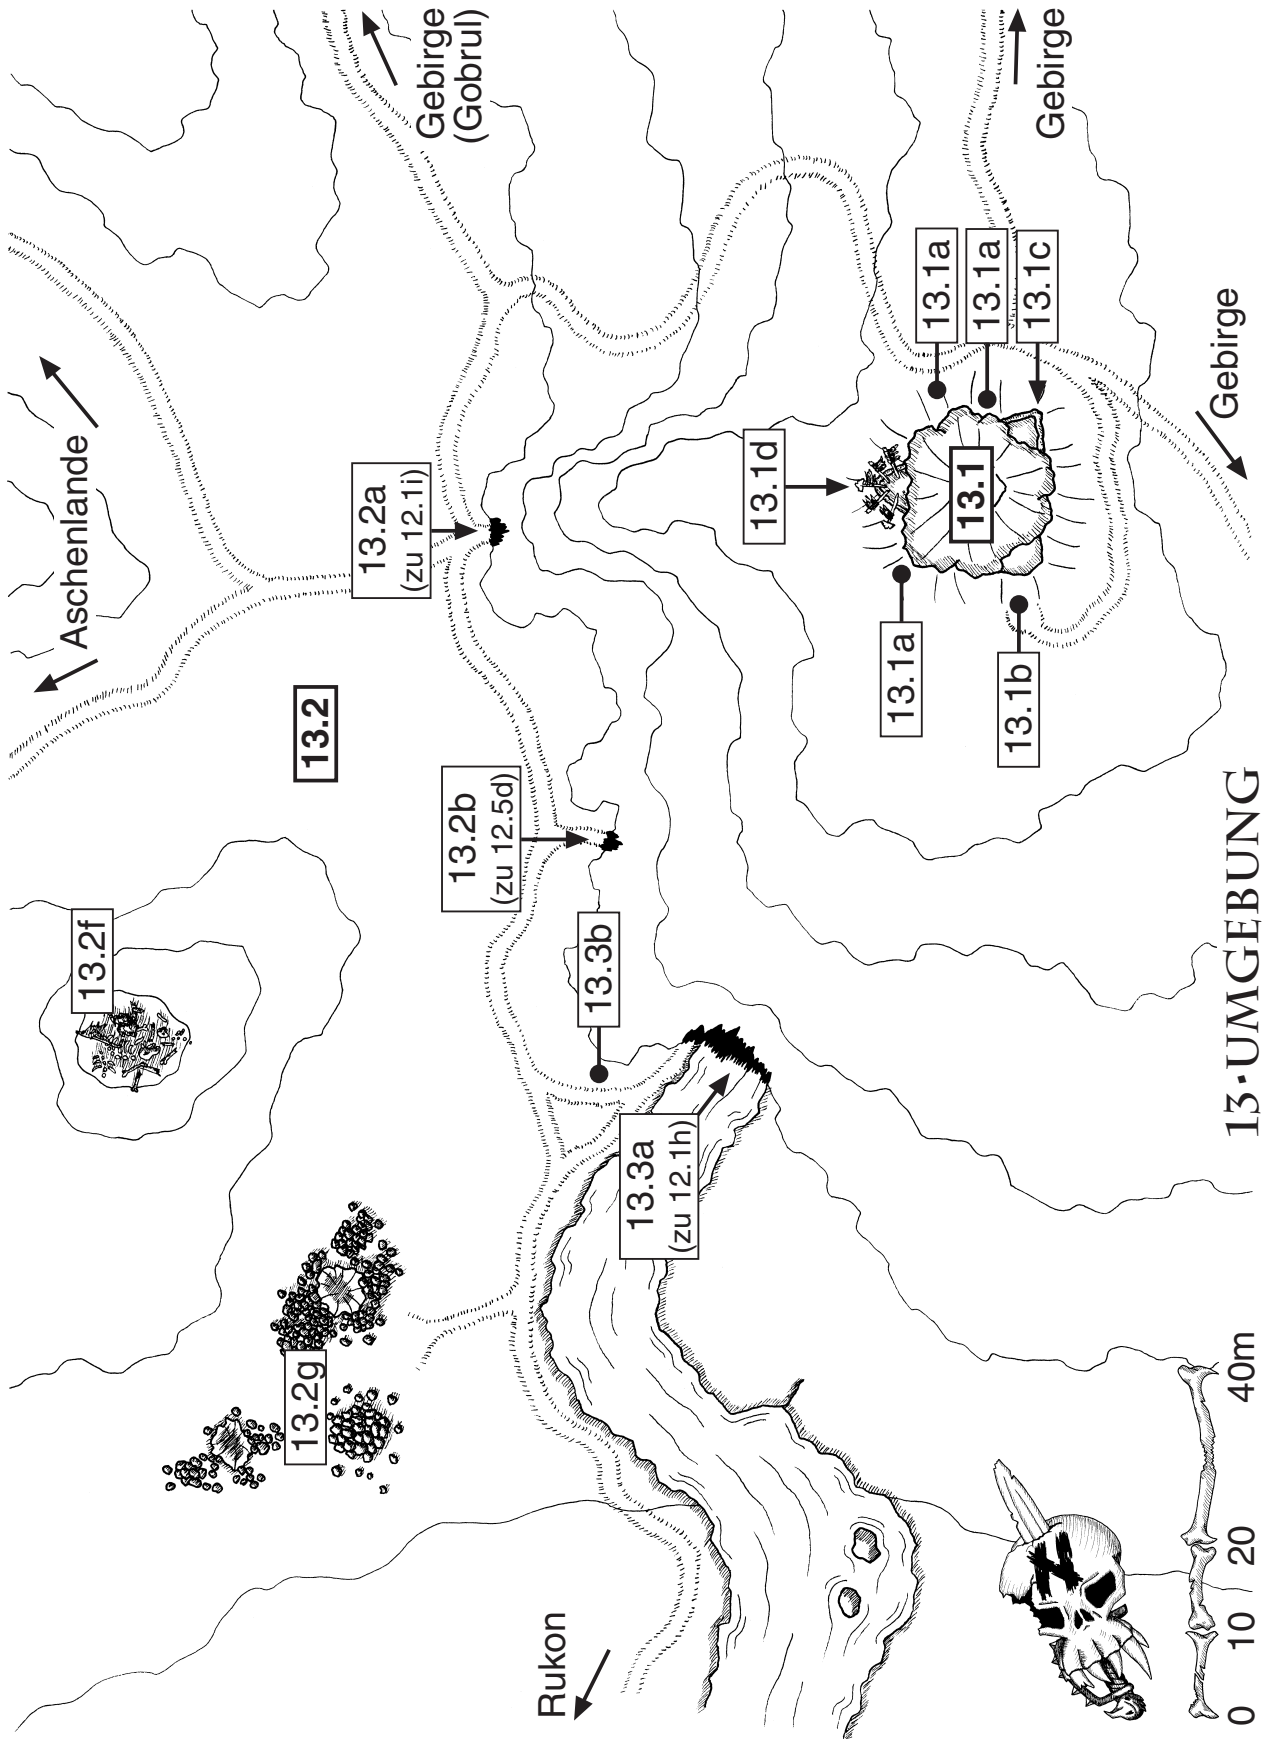 Aschenlande
13.2f
13.2g
13.2
13.2a
(zu 12.1i)
Gebirge
(Gobrul)
13.2b
(zu 12.5d)
Rukon
13.3b
13.3a
(zu 12.1h)
13.1d
13.1a
13.1a
13.1
13.1a
13.1b
13.1c
Gebirge
Gebirge
0 10 20 40m
13·UMGEBUNG